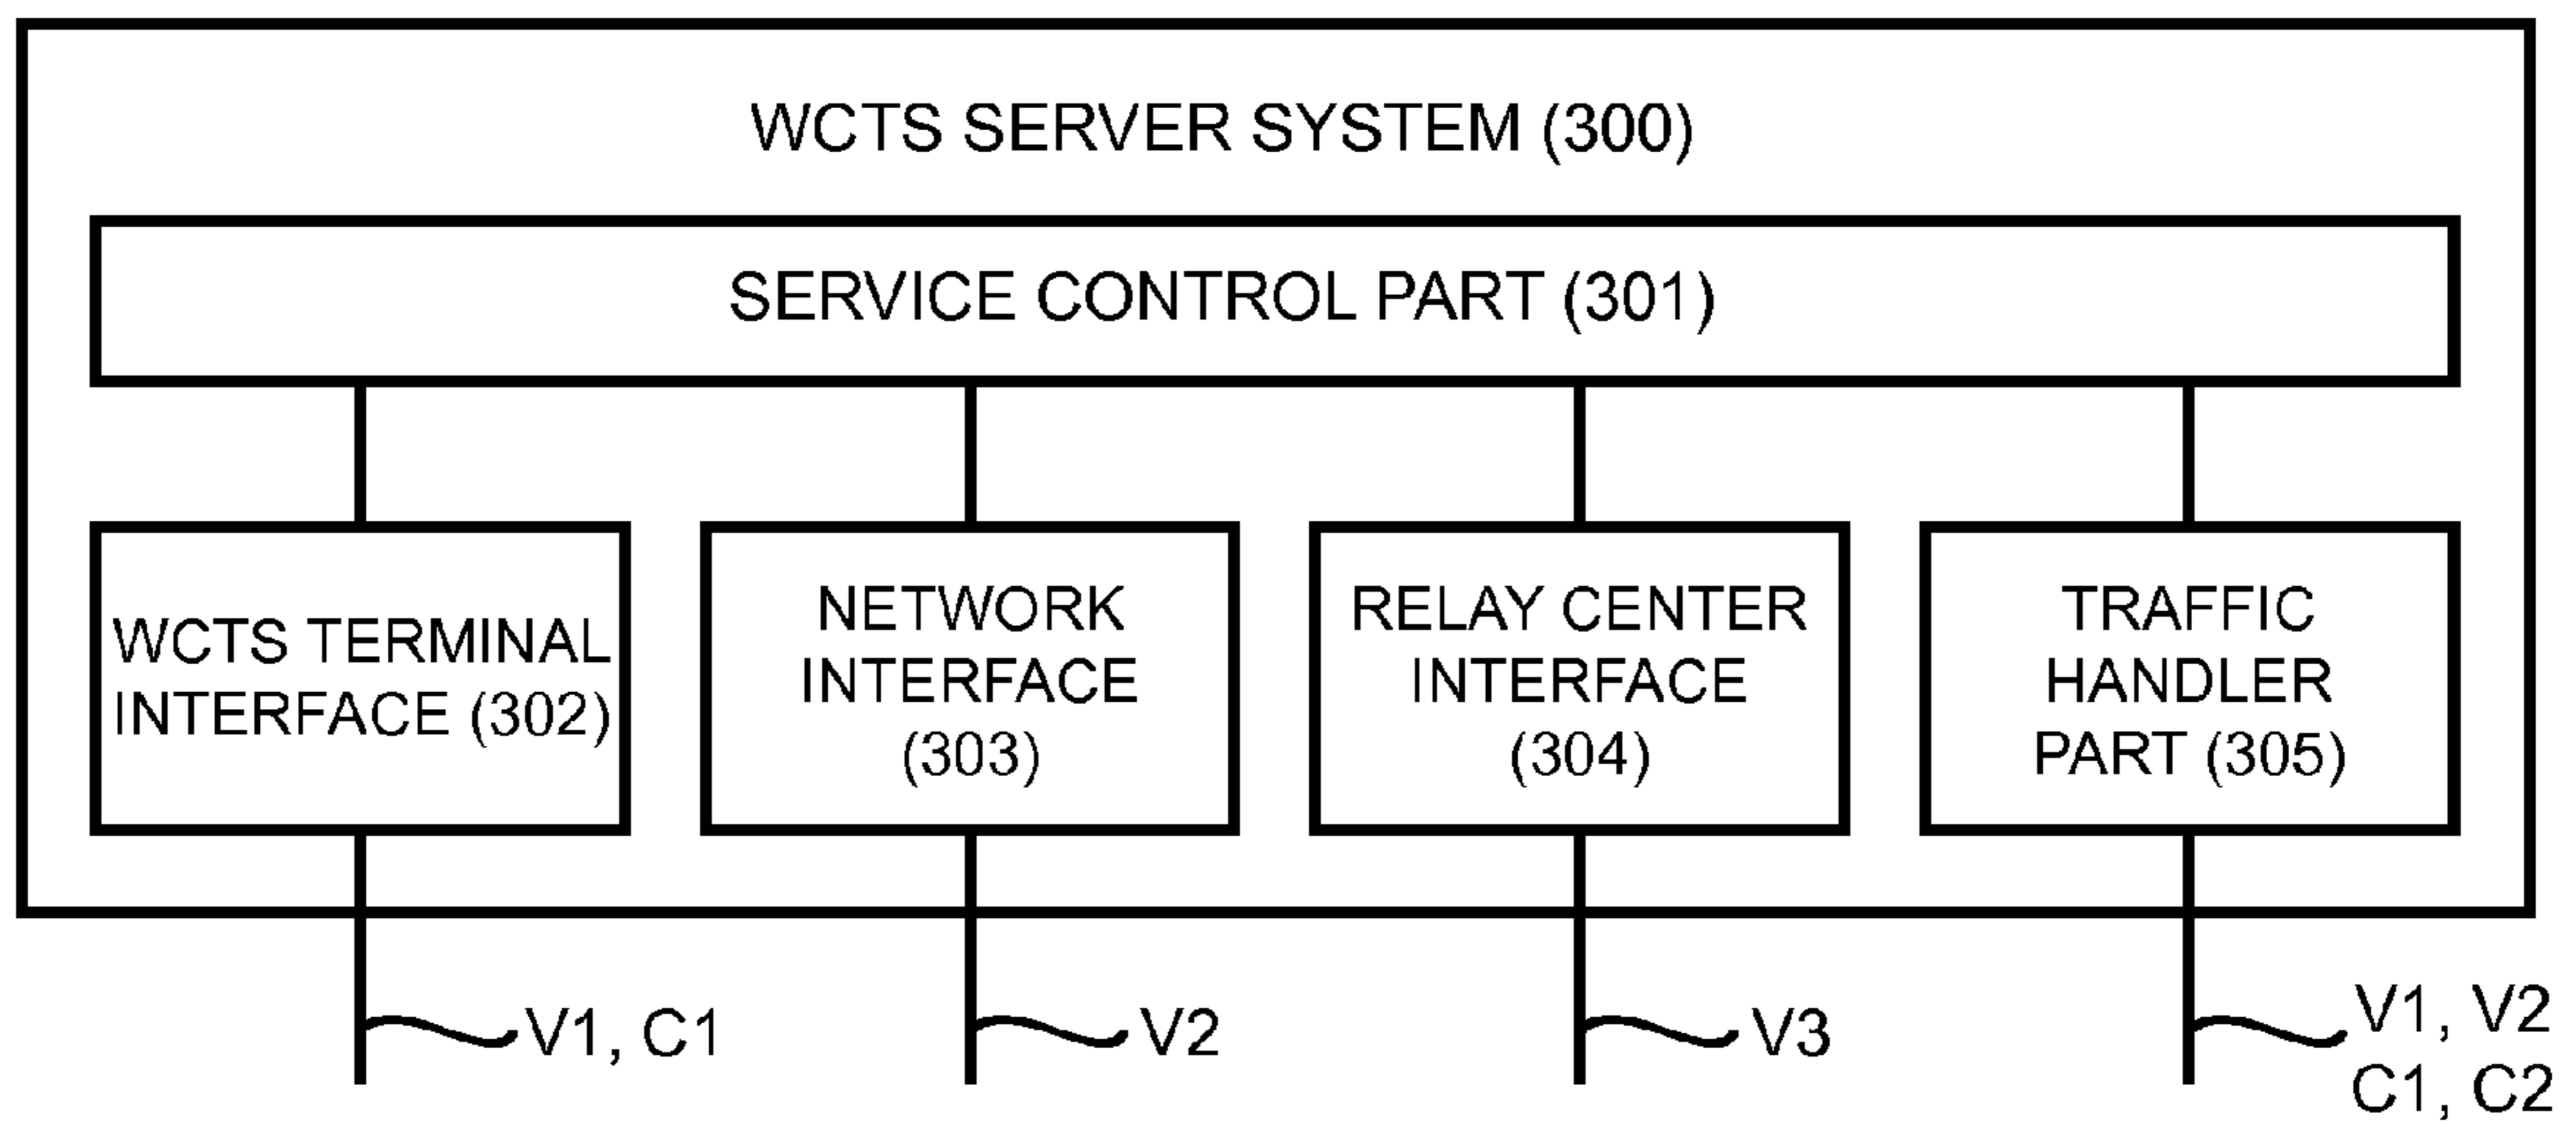 WCTS SERVER SYSTEM (300)
SERVICE CONTROL PART (301)
WCTS TERMINAL
INTERFACE (302)
NETWORK
INTERFACE
(303)
RELAY CENTER
INTERFACE
(304)
TRAFFIC
HANDLER
PART (305)
V1, C1
V2
V3
V1, V2
C1, C2